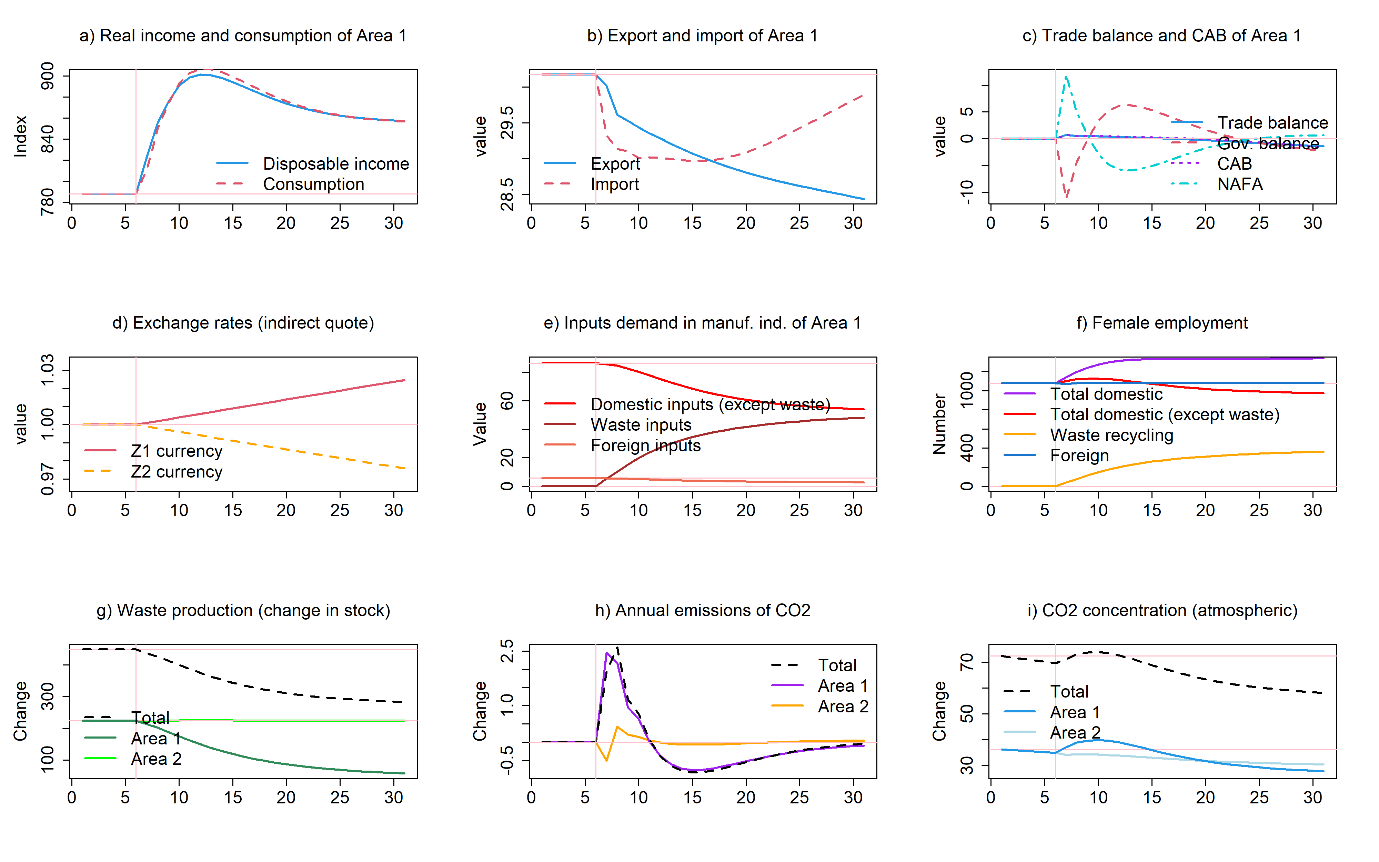 a) Real income and consumption of Area 1
Index
780 840 900
Disposable income
Consumption
0 5 10 15 20 25 30
b) Export and import of Area 1
value
28.5 29.5
Export
Import
0 5 10 15 20 25 30
c) Trade balance and CAB of Area 1
value
-10 0 5
Trade balance
Gov. balance
CAB
NAFA
0 5 10 15 20 25 30
d) Exchange rates (indirect quote)
value
0.97 1.00 1.03
Z1 currency
Z2 currency
0 5 10 15 20 25 30
e) Inputs demand in manuf. ind. of Area 1
Value
0 20 60
Domestic inputs (except waste)
Waste inputs
Foreign inputs
0 5 10 15 20 25 30
f) Female employment
Number
0 400 1000
Total domestic
Total domestic (except waste)
Waste recycling
Foreign
0 5 10 15 20 25 30
g) Waste production (change in stock)
Change
100 300
Total
Area 1
Area 2
0 5 10 15 20 25 30
h) Annual emissions of CO2
Change
-0.5 1.0 2.5
Total
Area 1
Area 2
0 5 10 15 20 25 30
i) CO2 concentration (atmospheric)
Change
30 50 70
Total
Area 1
Area 2
0 5 10 15 20 25 30